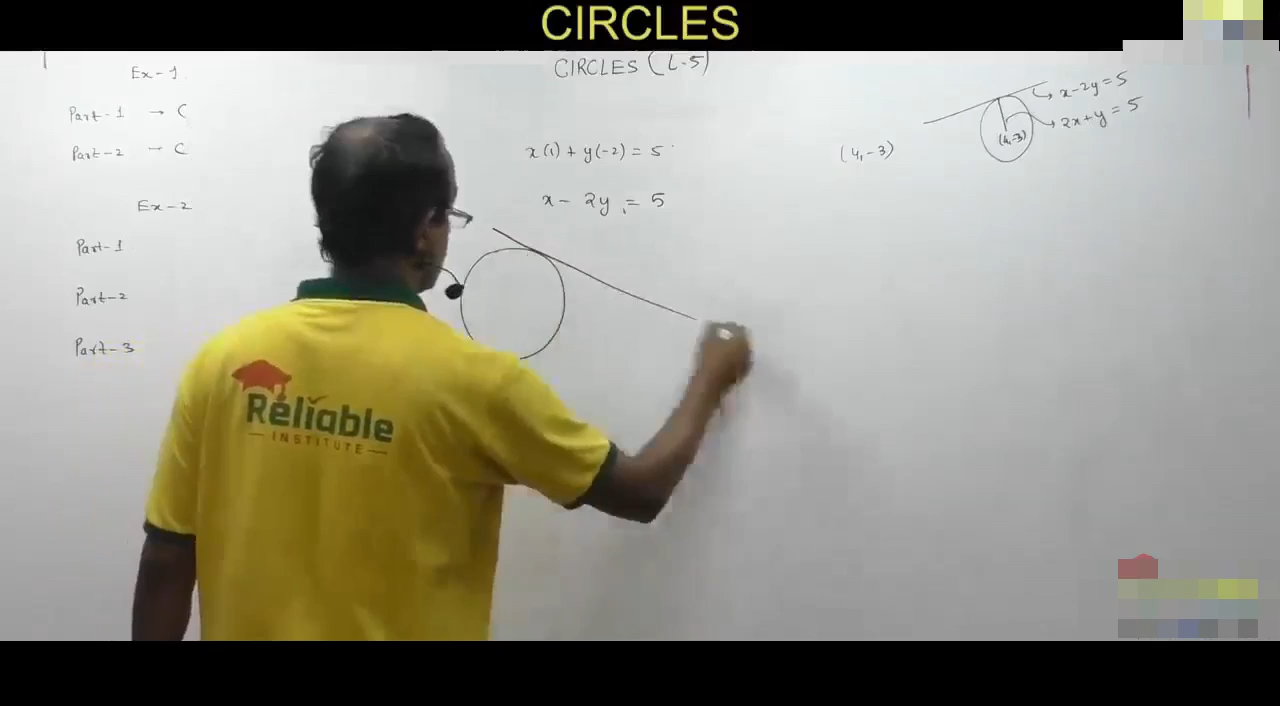 CIRCLES
CIRCLES (L-5)
Ex-1
Part-1 → C
Part-2 - C
Ex-2
Part-1
Part-2
Part-3
x(1) + y(-2) = 5
x - 2y = 5
(4,-3)
x-2y=5
2x+y=5
(4,-3)
Reliable
INSTITUTE